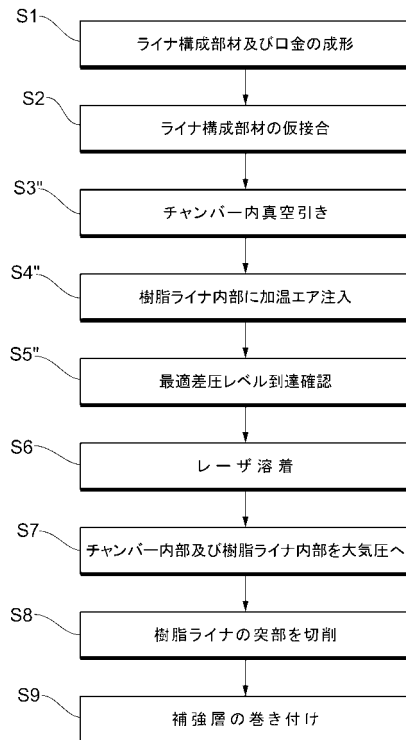 S1
ライナ構成部材及び口金の成形
S2
ライナ構成部材の仮接合
S3"
チャンバー内真空引き
S4"
樹脂ライナ内部に加温エア注入
S5"
最適差圧レベル到達確認
S6
レーザ溶着
S7
チャンバー内部及び樹脂ライナ内部を大気圧へ
S8
樹脂ライナの突部を切削
S9
補強層の巻き付け